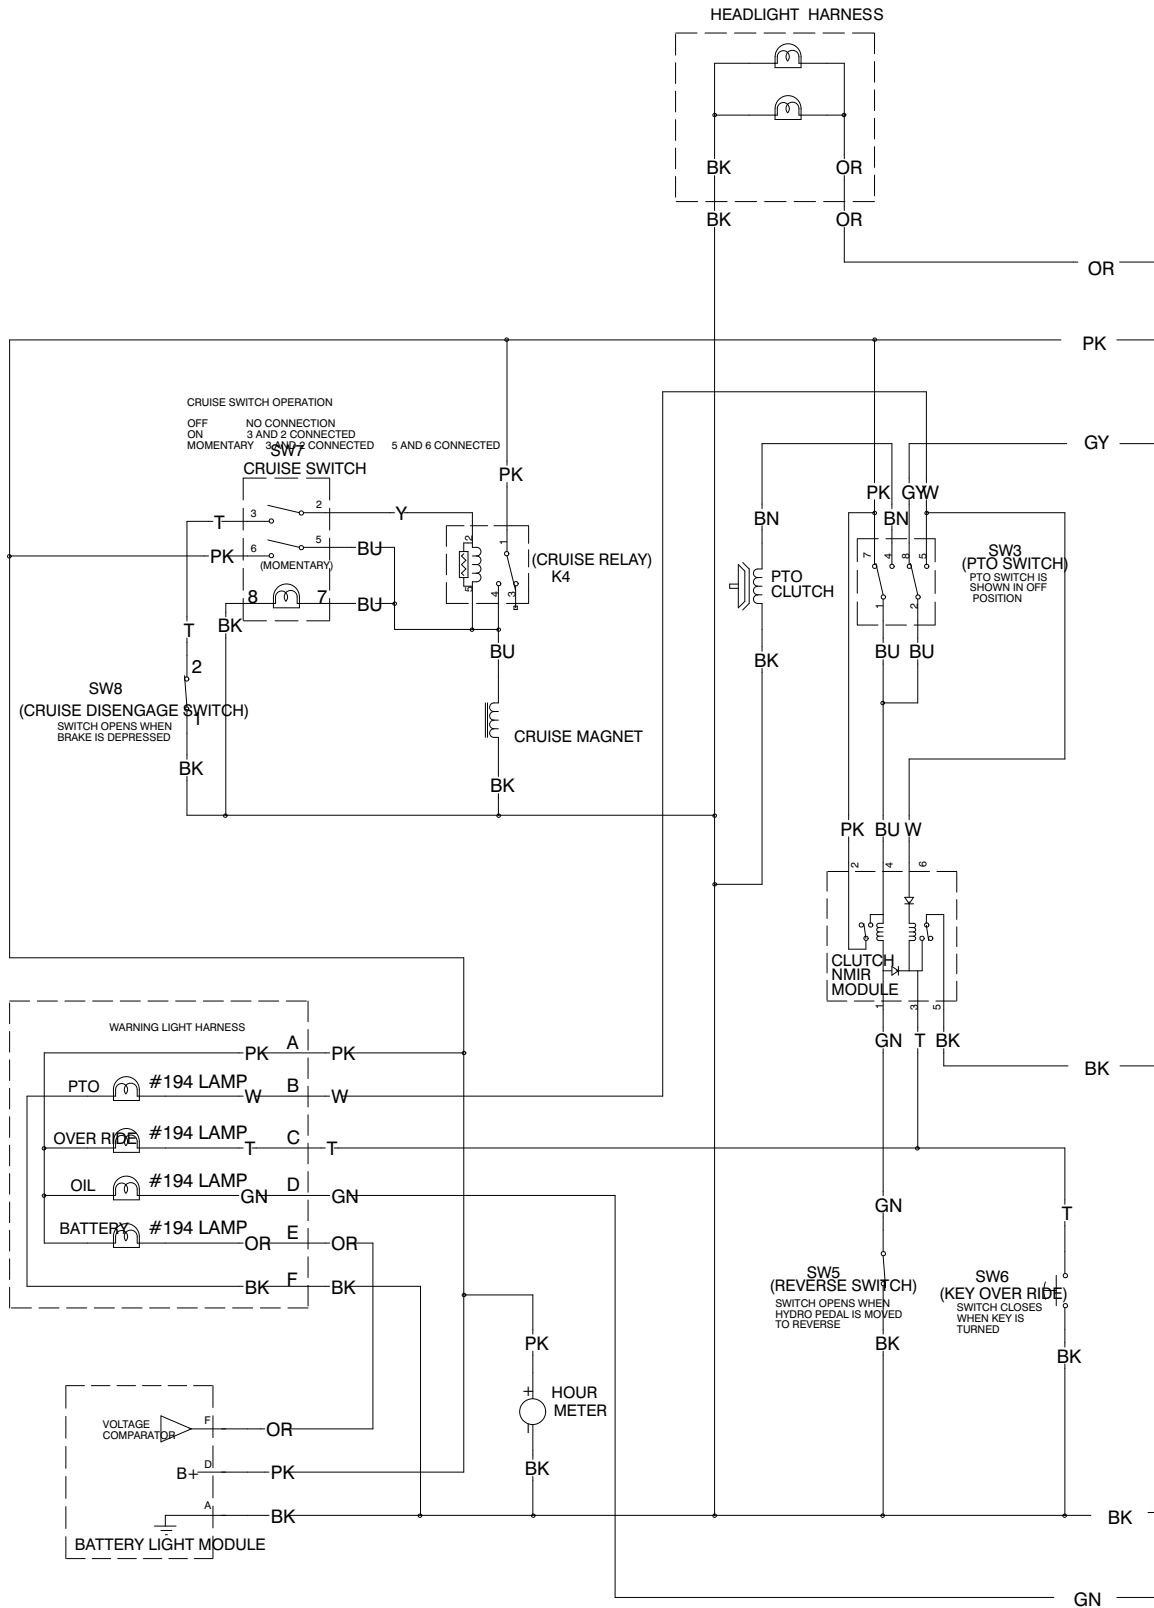 HEADLIGHT HARNESS
BK OR
BK OR
OR
PK
CRUISE SWITCH OPERATION
OFF NO CONNECTION
ON 3 AND 2 CONNECTED
MOMENTARY 3 AND 2 CONNECTED 5 AND 6 CONNECTED
GY
SW7
CRUISE SWITCH
PK
PK GY W
BN BN
T 3 2 Y
2 1
7 4 8 5
PK 6 5 BU
(MOMENTARY)
(CRUISE RELAY)
K4
SW3
(PTO SWITCH)
PTO SWITCH IS
SHOWN IN OFF
POSITION
PTO
CLUTCH
8 7 BU
5 4 3
1 2
BK
T
BU
BU BU
BK
2
SW8
(CRUISE DISENGAGE SWITCH)
1
SWITCH OPENS WHEN
BRAKE IS DEPRESSED
CRUISE MAGNET
BK
BK
PK BU W
2 4 6
CLUTCH
NMIR
MODULE
1 3 5
GN T BK
BK
WARNING LIGHT HARNESS
PK A PK
PTO #194 LAMP W B W
OVER RIDE #194 LAMP T C T
OIL #194 LAMP GN D GN
BATTERY #194 LAMP OR E OR
BK F BK
GN
T
SW5
(REVERSE SWITCH)
SWITCH OPENS WHEN
HYDRO PEDAL IS MOVED
TO REVERSE
SW6
(KEY OVER RIDE)
SWITCH CLOSES
WHEN KEY IS
TURNED
PK
BK
BK
+
HOUR
METER
–
BK
VOLTAGE
COMPARATOR
F OR
B+ D PK
A BK
BK
BATTERY LIGHT MODULE
GN